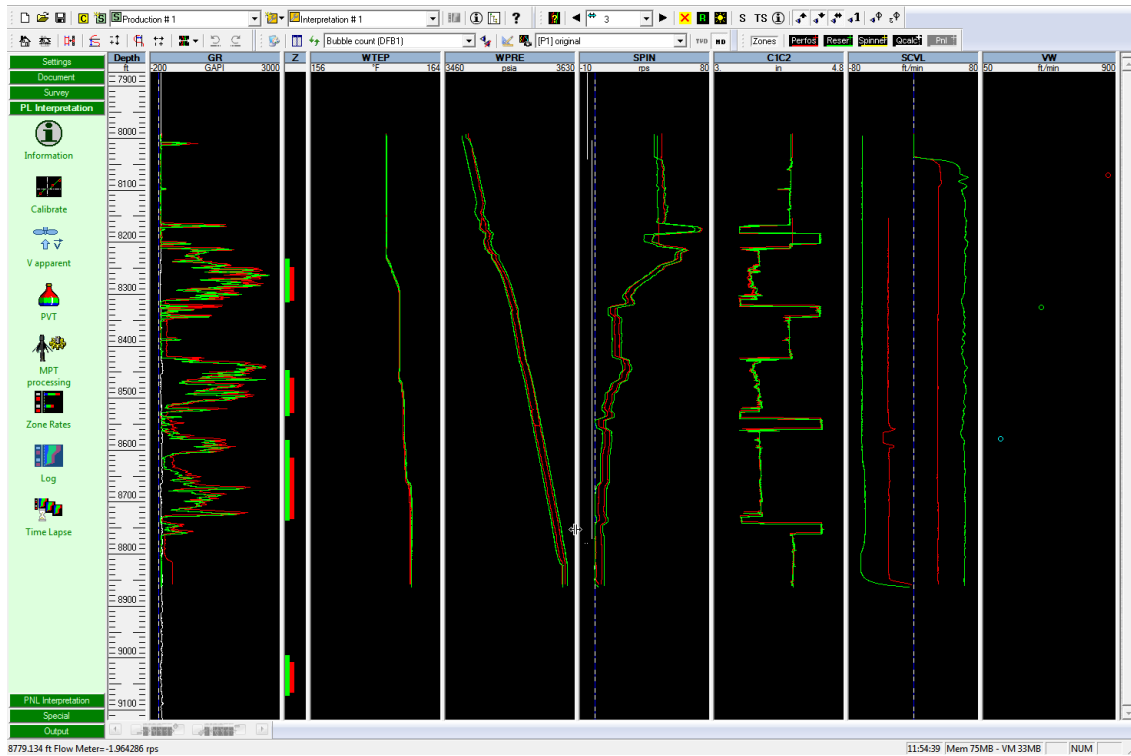 C S S Production # 1 Interpretation # 1 ? ? 3 X R S TS 1
Bubble count (DFB1) [P1] original TVD MD Zones Perfos Reser Spinner Qcalc Pnl
Settings
Document
Survey
PL Interpretation
Information
Calibrate
V apparent
PVT
MPT
processing
Zone Rates
Log
Time Lapse
PNL Interpretation
Special
Output
Depth GR Z WTEP WPRE SPIN C1C2 SCVL VW
ft -200 GAPI 3000 156 °F 164 3460 psia 3630 -10 rps 80 3. in 4.8 -80 ft/min 80 50 ft/min 900
7900
8000
8100
8200
8300
8400
8500
8600
8700
8800
8900
9000
9100
8779.134 ft Flow Meter=-1.964286 rps 11:54:39 Mem 75MB - VM 33MB NUM